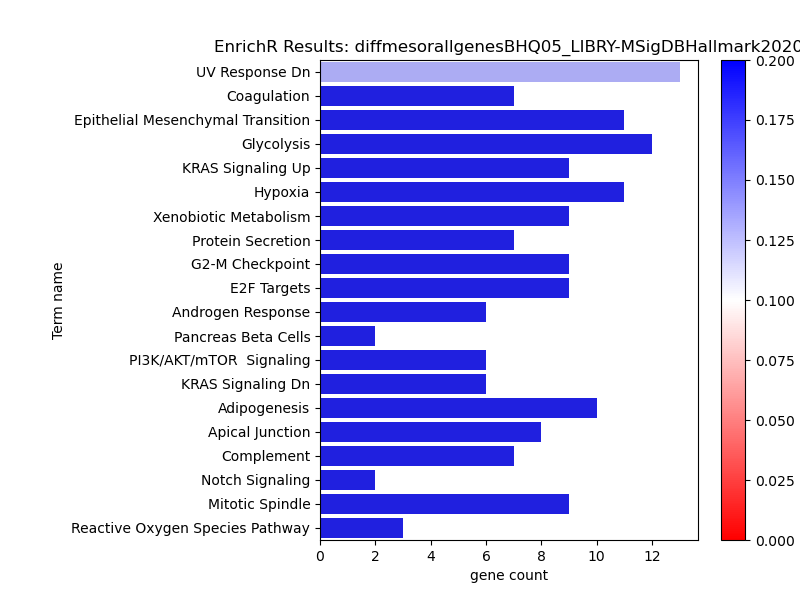 EnrichR Results: diffmesorallgenesBHQ05_LIBRY-MSigDBHallmark2020
UV Response Dn
Coagulation
Epithelial Mesenchymal Transition
Glycolysis
KRAS Signaling Up
Hypoxia
Xenobiotic Metabolism
Protein Secretion
G2-M Checkpoint
E2F Targets
Androgen Response
Pancreas Beta Cells
PI3K/AKT/mTOR  Signaling
KRAS Signaling Dn
Adipogenesis
Apical Junction
Complement
Notch Signaling
Mitotic Spindle
Reactive Oxygen Species Pathway
Term name
0 2 4 6 8 10 12
gene count
0.200
0.175
0.150
0.125
0.100
0.075
0.050
0.025
0.000